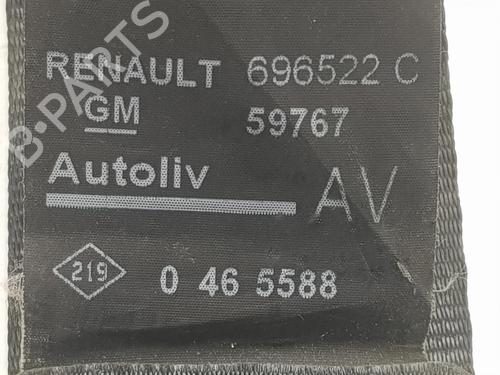 B-PARTS
RENAULT 696522 C
GM 59767
Autoliv AV
219 0 46 5588